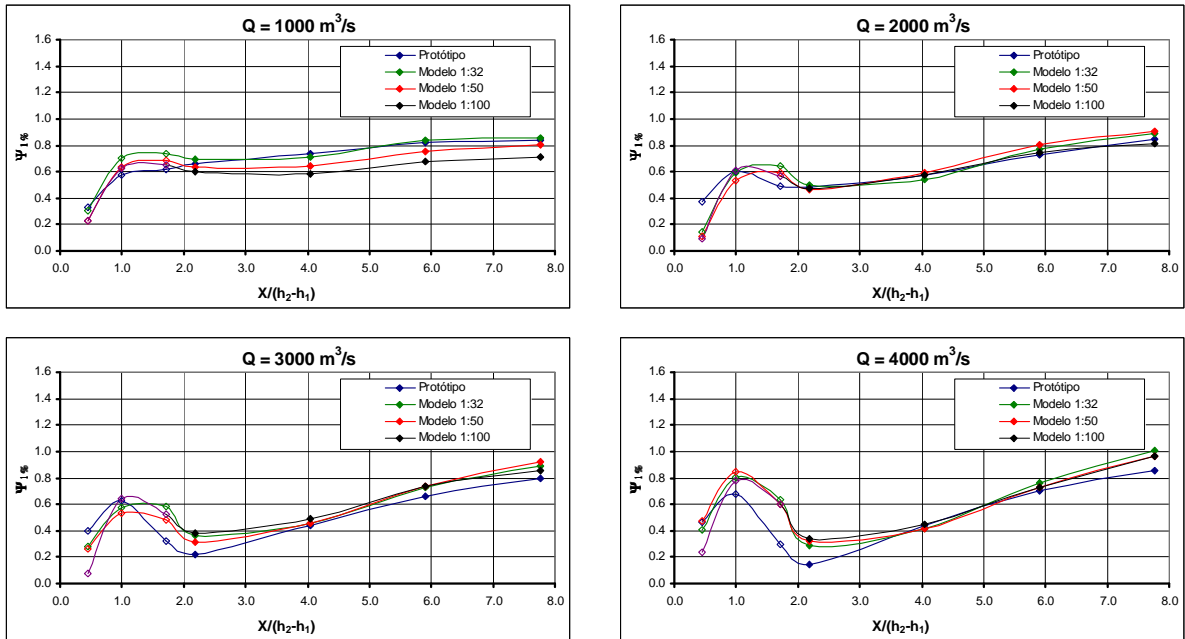 Q = 1000 m³/s
Ψ1%
1.6
1.4
1.2
1.0
0.8
0.6
0.4
0.2
0.0
Protótipo
Modelo 1:32
Modelo 1:50
Modelo 1:100
0.0 1.0 2.0 3.0 4.0 5.0 6.0 7.0 8.0
X/(h₂-h₁)
Q = 2000 m³/s
Ψ1%
1.6
1.4
1.2
1.0
0.8
0.6
0.4
0.2
0.0
Protótipo
Modelo 1:32
Modelo 1:50
Modelo 1:100
0.0 1.0 2.0 3.0 4.0 5.0 6.0 7.0 8.0
X/(h₂-h₁)
Q = 3000 m³/s
Ψ1%
1.6
1.4
1.2
1.0
0.8
0.6
0.4
0.2
0.0
Protótipo
Modelo 1:32
Modelo 1:50
Modelo 1:100
0.0 1.0 2.0 3.0 4.0 5.0 6.0 7.0 8.0
X/(h₂-h₁)
Q = 4000 m³/s
Ψ1%
1.6
1.4
1.2
1.0
0.8
0.6
0.4
0.2
0.0
Protótipo
Modelo 1:32
Modelo 1:50
Modelo 1:100
0.0 1.0 2.0 3.0 4.0 5.0 6.0 7.0 8.0
X/(h₂-h₁)